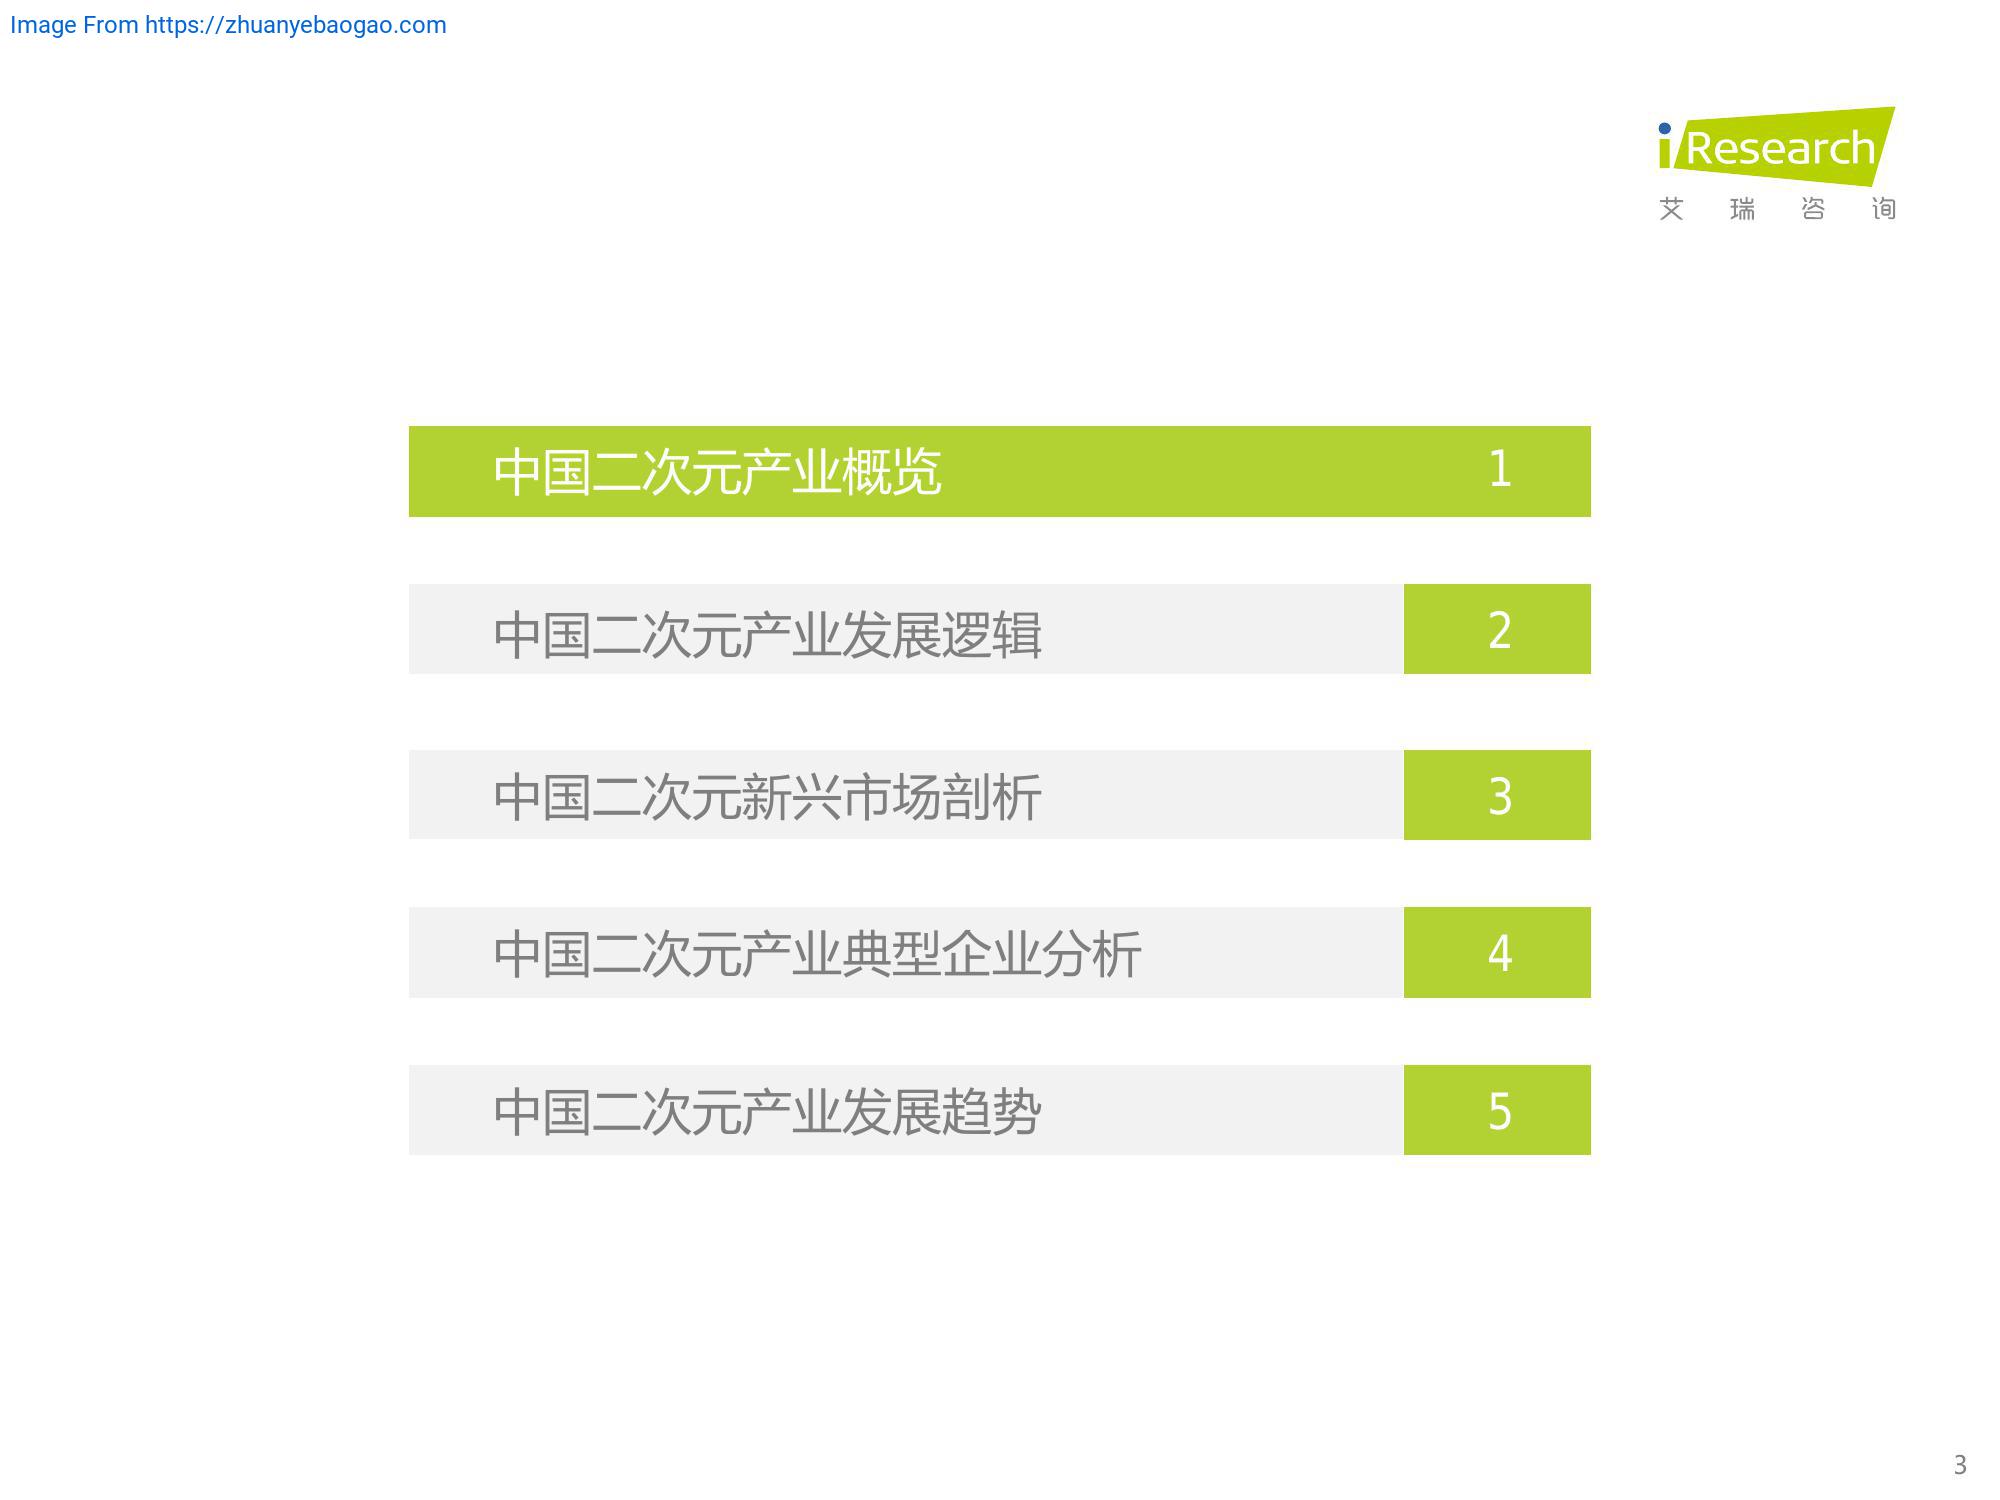 Image From https://zhuanyebaogao.com
iResearch
艾瑞咨询
中国二次元产业概览 1
中国二次元产业发展逻辑 2
中国二次元新兴市场剖析 3
中国二次元产业典型企业分析 4
中国二次元产业发展趋势 5
3